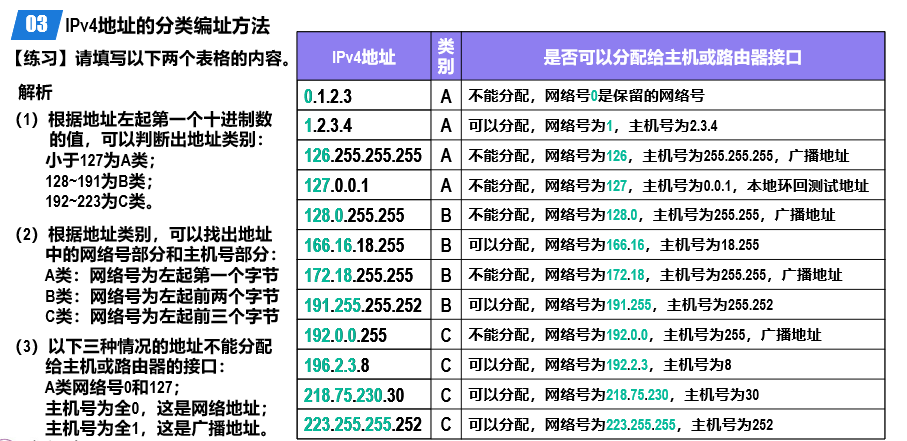 03 IPv4地址的分类编址方法
【练习】请填写以下两个表格的内容。
解析
（1）根据地址左起第一个十进制数
的值，可以判断出地址类别：
小于127为A类；
128~191为B类；
192~223为C类。
（2）根据地址类别，可以找出地址
中的网络号部分和主机号部分：
A类：网络号为左起第一个字节
B类：网络号为左起前两个字节
C类：网络号为左起前三个字节
（3）以下三种情况的地址不能分配
给主机或路由器的接口：
A类网络号0和127；
主机号为全0，这是网络地址；
主机号为全1，这是广播地址。
IPv4地址 类别 是否可以分配给主机或路由器接口
0.1.2.3 A 不能分配，网络号0是保留的网络号
1.2.3.4 A 可以分配，网络号为1，主机号为2.3.4
126.255.255.255 A 不能分配，网络号为126，主机号为255.255.255，广播地址
127.0.0.1 A 不能分配，网络号为127，主机号为0.0.1，本地环回测试地址
128.0.255.255 B 不能分配，网络号为128.0，主机号为255.255，广播地址
166.16.18.255 B 可以分配，网络号为166.16，主机号为18.255
172.18.255.255 B 不能分配，网络号为172.18，主机号为255.255，广播地址
191.255.255.252 B 可以分配，网络号为191.255，主机号为255.252
192.0.0.255 C 不能分配，网络号为192.0.0，主机号为255，广播地址
196.2.3.8 C 可以分配，网络号为192.2.3，主机号为8
218.75.230.30 C 可以分配，网络号为218.75.230，主机号为30
223.255.255.252 C 可以分配，网络号为223.255.255，主机号为252